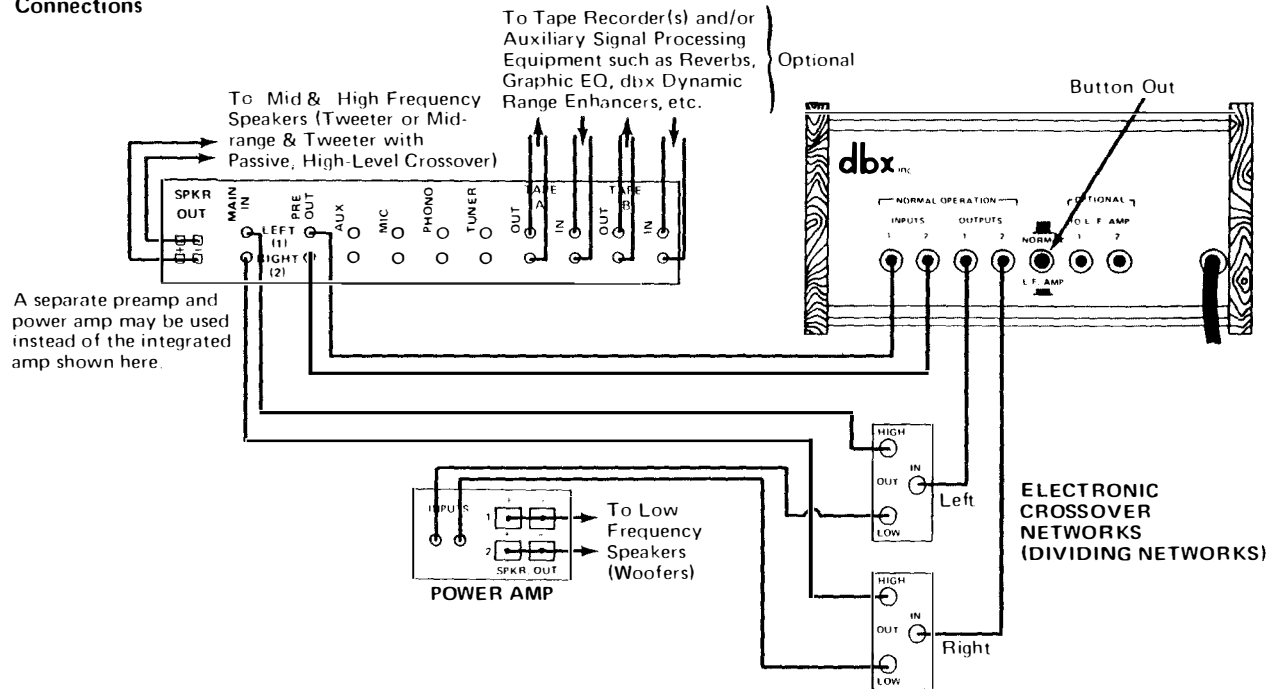 Connections
To Tape Recorder(s) and/or
Auxiliary Signal Processing
Equipment such as Reverbs,
Graphic EQ, dbx Dynamic
Range Enhancers, etc.
Optional
To Mid & High Frequency
Speakers (Tweeter or Mid-
range & Tweeter with
Passive, High-Level Crossover)
Button Out
SPKR
OUT
+ -
MAIN
IN
PRE
OUT
LEFT
(1)
RIGHT
(2)
AUX
MIC
PHONO
TUNER
TAPE
A
OUT
IN
TAPE
B
OUT
IN
dbx inc
NORMAL OPERATION
INPUTS OUTPUTS
1 2 1 2
NORMAL
L.F. AMP
OPTIONAL
TO L.F. AMP
1 2
A separate preamp and
power amp may be used
instead of the integrated
amp shown here.
HIGH
IN
OUT
LOW
Left
ELECTRONIC
CROSSOVER
NETWORKS
(DIVIDING NETWORKS)
INPUTS
+ -
1
+ -
2
SPKR. OUT
POWER AMP
To Low
Frequency
Speakers
(Woofers)
HIGH
IN
OUT
LOW
Right